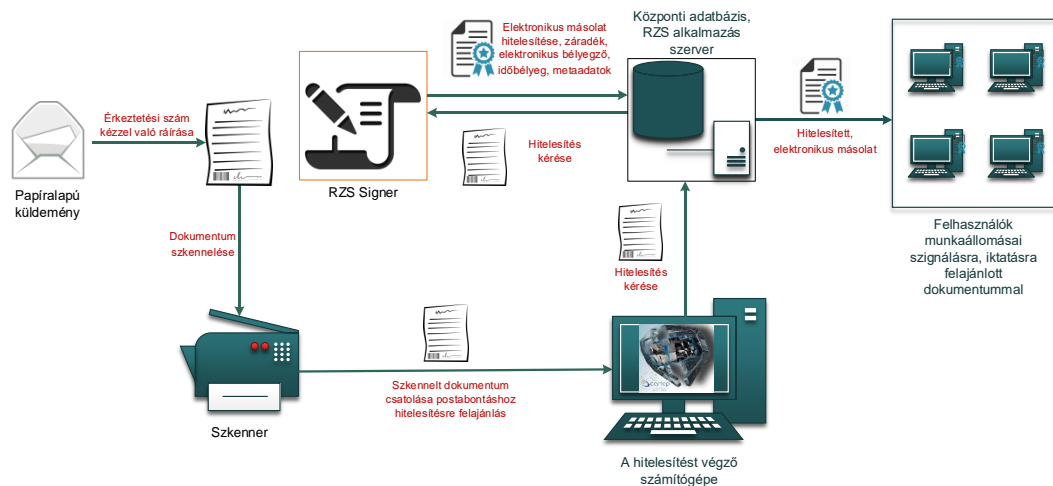 Elektronikus másolat
hitelesítése, záradék,
elektronikus bélyegző,
időbélyeg, metaadatok
Központi adatbázis,
RZS alkalmazás
szerver
Érkeztetési szám
kézzel való ráírása
Hitelesítés
kérése
Hitelesített,
elektronikus másolat
Papíralapú
küldemény
RZS Signer
Dokumentum
szkennelése
Hitelesítés
kérése
Felhasználók
munkaállomásai
szignálásra, iktatásra
felajánlott
dokumentummal
Szkennelt dokumentum
csatolása postabontáshoz
hitelesítésre felajánlás
Szkenner
A hitelesítést végző
számítógépe